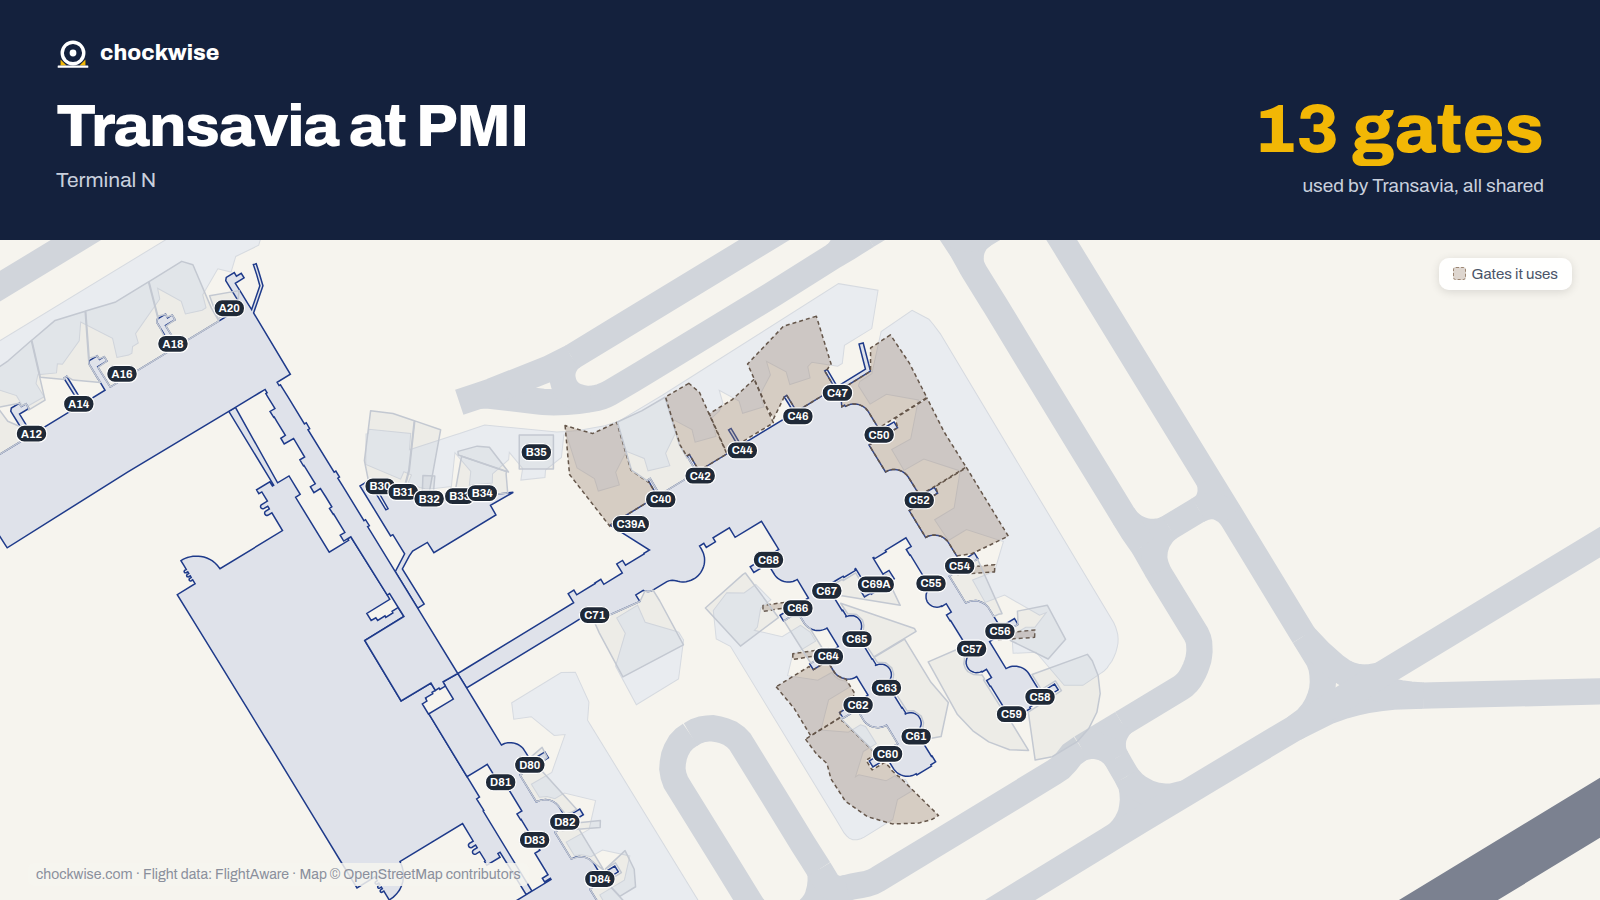 chockwise
Transavia at PMI
Terminal N
13 gates
used by Transavia, all shared
Gates it uses
A20
A18
A16
A14
A12
B30
B31
B32
B33
B34
B35
C39A
C40
C42
C44
C46
C47
C50
C52
C54
C55
C56
C57
C58
C59
C60
C61
C62
C63
C64
C65
C66
C67
C68
C69A
C71
D80
D81
D82
D83
D84
chockwise.com · Flight data: FlightAware · Map © OpenStreetMap contributors